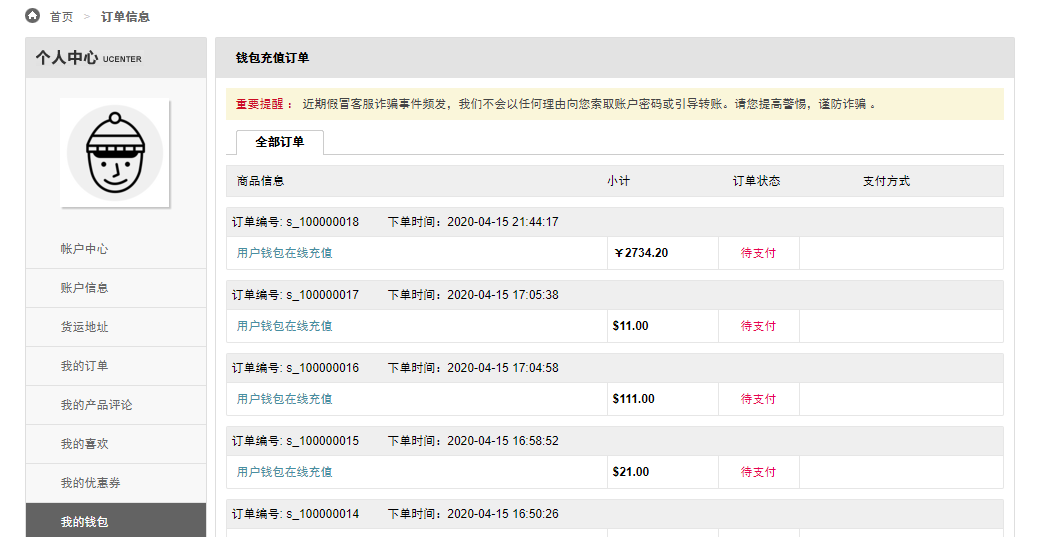 首页 > 订单信息
个人中心 UCENTER
帐户中心
账户信息
货运地址
我的订单
我的产品评论
我的喜欢
我的优惠券
我的钱包
钱包充值订单
重要提醒： 近期假冒客服诈骗事件频发，我们不会以任何理由向您索取账户密码或引导转账。请您提高警惕，谨防诈骗 。
全部订单
商品信息 小计 订单状态 支付方式
订单编号: s_100000018 下单时间：2020-04-15 21:44:17
用户钱包在线充值 ￥2734.20 待支付
订单编号: s_100000017 下单时间：2020-04-15 17:05:38
用户钱包在线充值 $11.00 待支付
订单编号: s_100000016 下单时间：2020-04-15 17:04:58
用户钱包在线充值 $111.00 待支付
订单编号: s_100000015 下单时间：2020-04-15 16:58:52
用户钱包在线充值 $21.00 待支付
订单编号: s_100000014 下单时间：2020-04-15 16:50:26